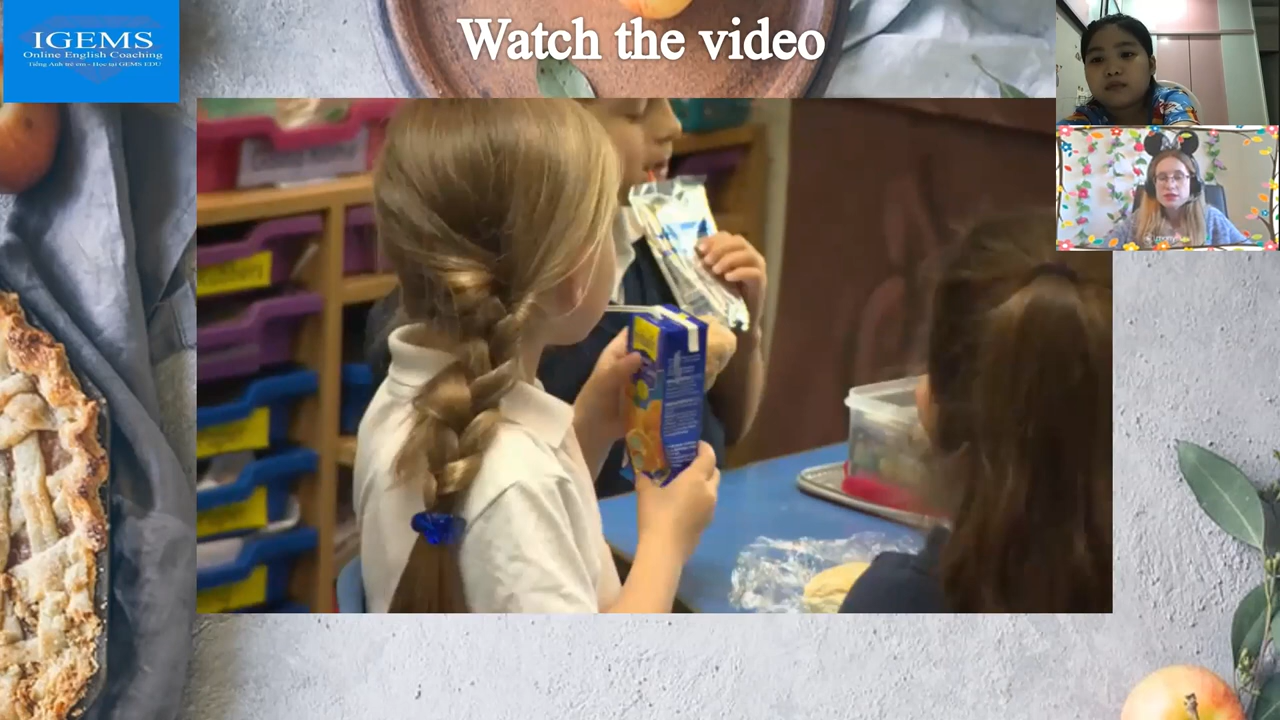 IGEMS
Online English Coaching
Tiếng Anh trẻ em - Học tại GEMS EDU
Watch the video